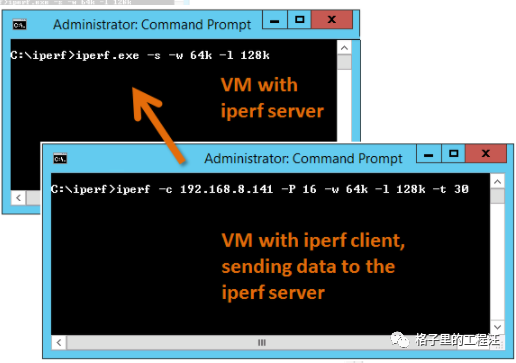 Administrator: Command Prompt
C:\iperf>iperf.exe -s -w 64k -l 128k
VM with
iperf server
Administrator: Command Prompt
C:\iperf>iperf -c 192.168.8.141 -P 16 -w 64k -l 128k -t 30
VM with iperf client,
sending data to the
iperf server
格子里的工程汪